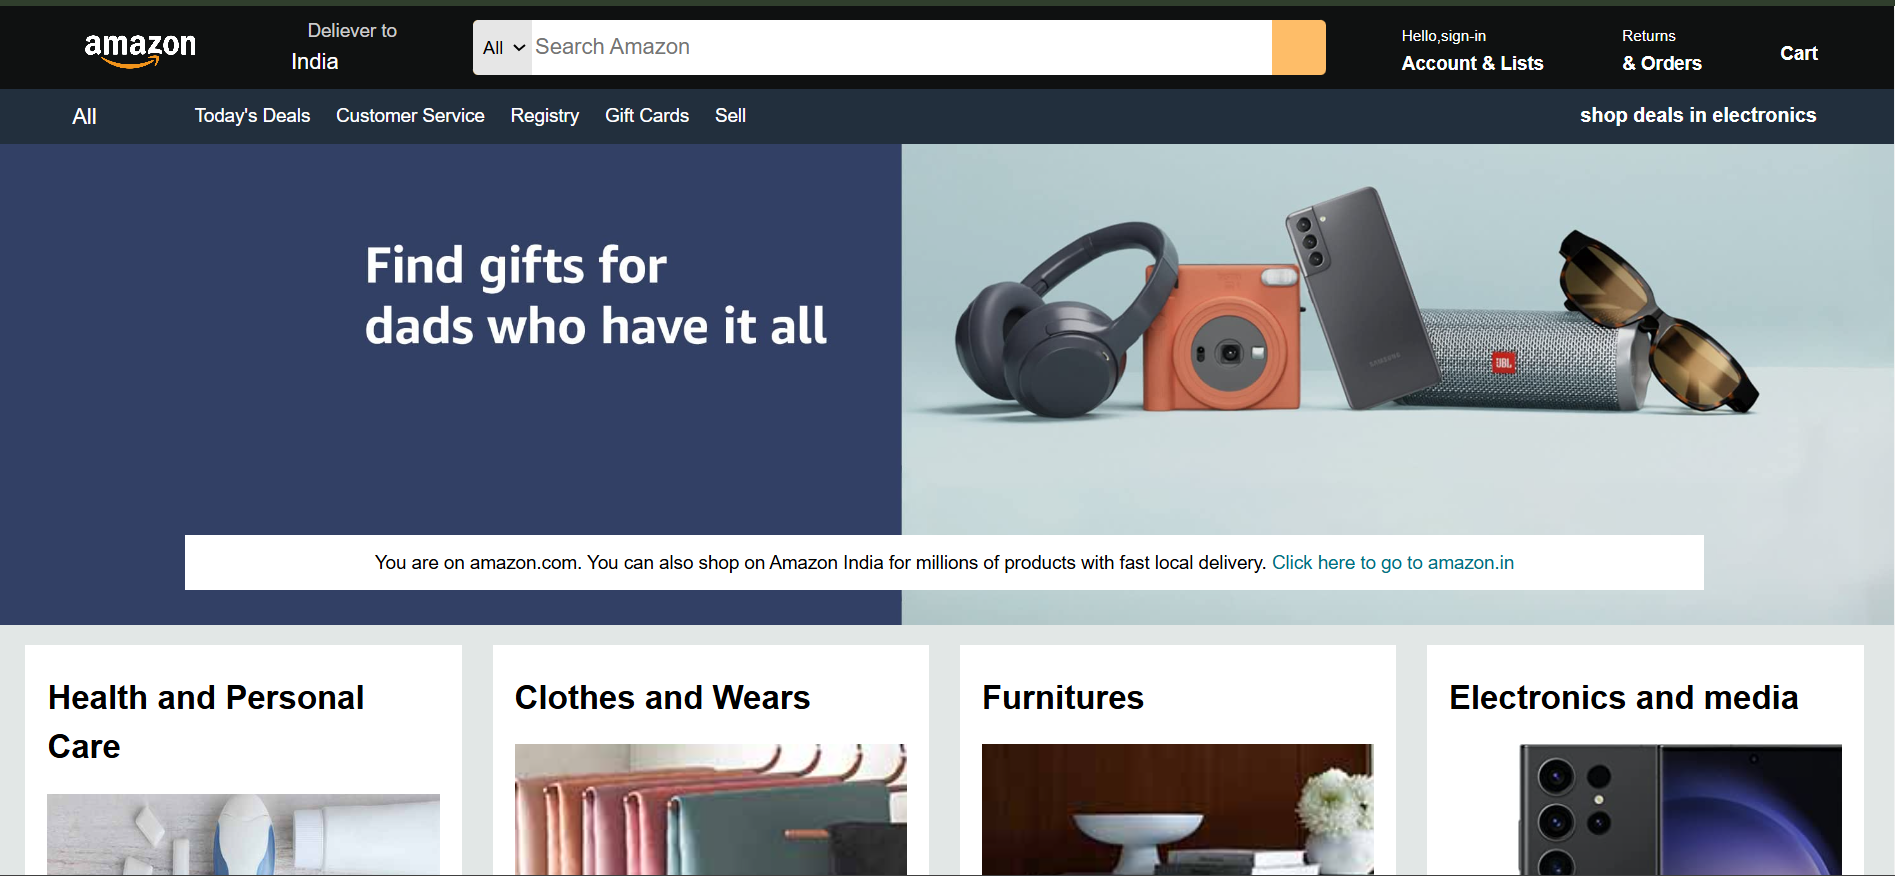 amazon
Deliever to
India
All
Search Amazon
Hello,sign-in
Account & Lists
Returns
& Orders
Cart
All
Today's Deals
Customer Service
Registry
Gift Cards
Sell
shop deals in electronics
Find gifts for
dads who have it all
SAMSUNG
JBL
You are on amazon.com. You can also shop on Amazon India for millions of products with fast local delivery. Click here to go to amazon.in
Health and Personal
Care
Clothes and Wears
Furnitures
Electronics and media